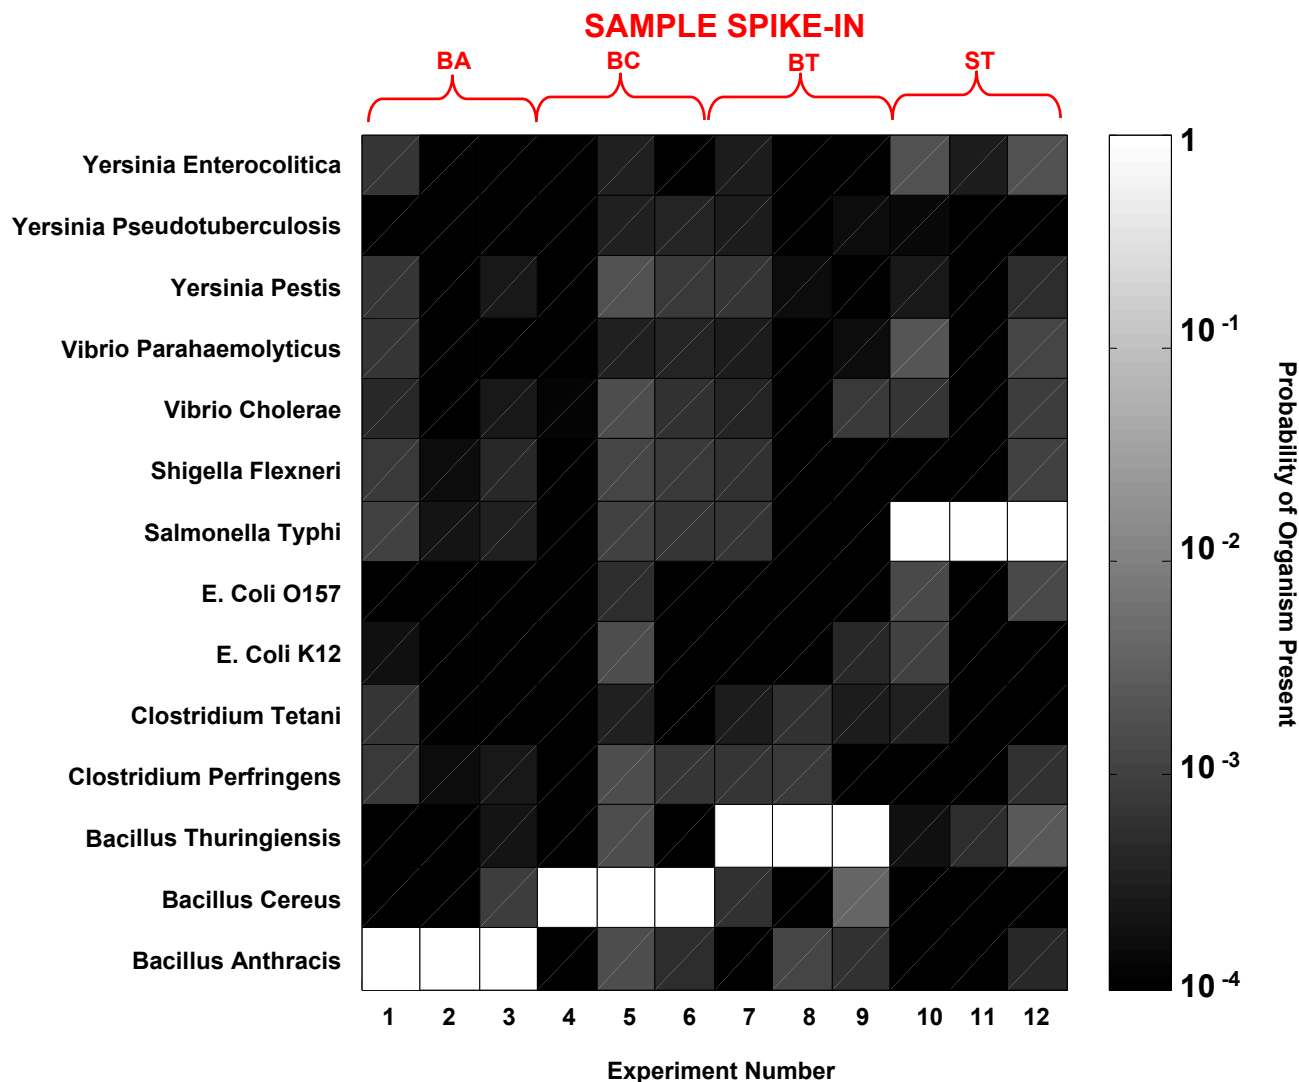 SAMPLE SPIKE-IN
BA BC BT ST
Yersinia Enterocolitica
Yersinia Pseudotuberculosis
Yersinia Pestis
Vibrio Parahaemolyticus
Vibrio Cholerae
Shigella Flexneri
Salmonella Typhi
E. Coli O157
E. Coli K12
Clostridium Tetani
Clostridium Perfringens
Bacillus Thuringiensis
Bacillus Cereus
Bacillus Anthracis
1 2 3 4 5 6 7 8 9 10 11 12
Experiment Number
1
10 -1
10 -2
10 -3
10 -4
Probability of Organism Present